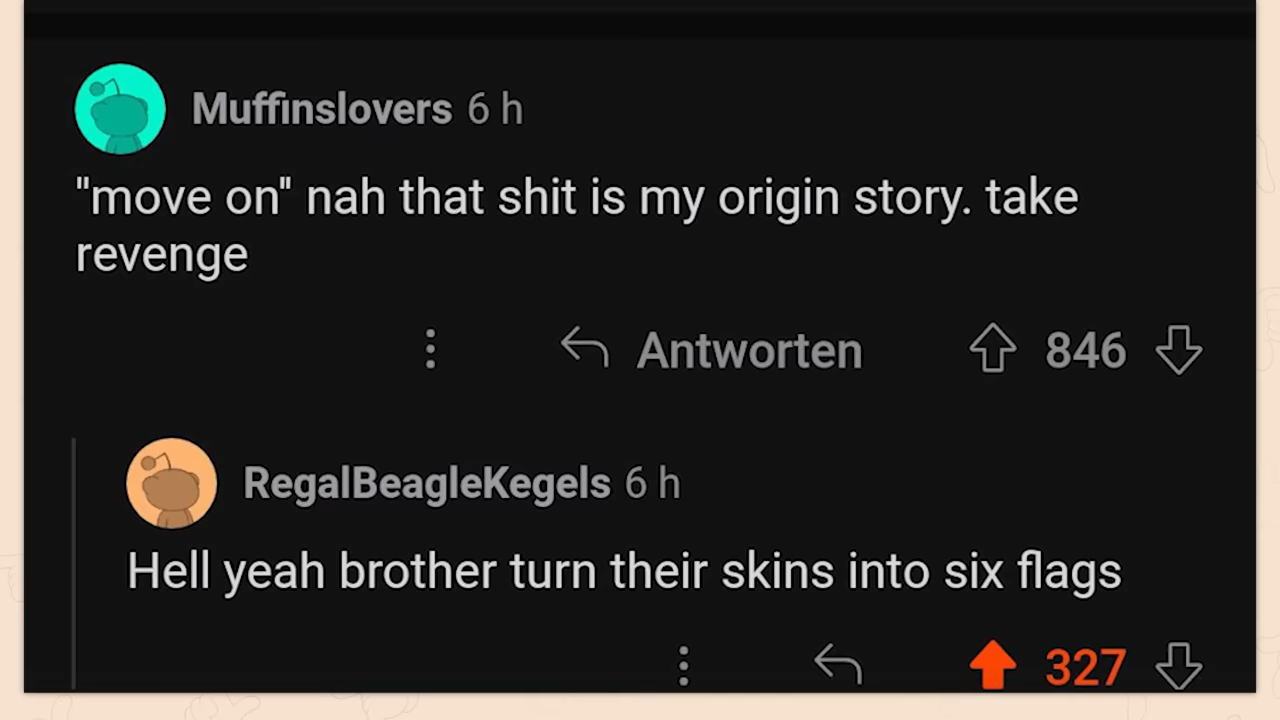 Muffinslovers 6 h
"move on" nah that shit is my origin story. take
revenge
Antworten 846
RegalBeagleKegels 6 h
Hell yeah brother turn their skins into six flags
327